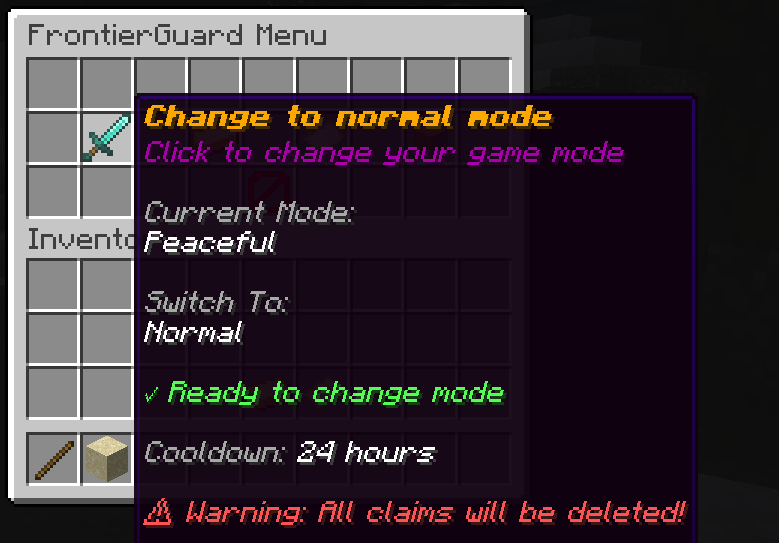 FrontierGuard Menu
Change to normal mode
Click to change your game mode
Current Mode:
Peaceful
Invento
Switch To:
Normal
✓ Ready to change mode
Cooldown: 24 hours
⚠ Warning: All claims will be deleted!